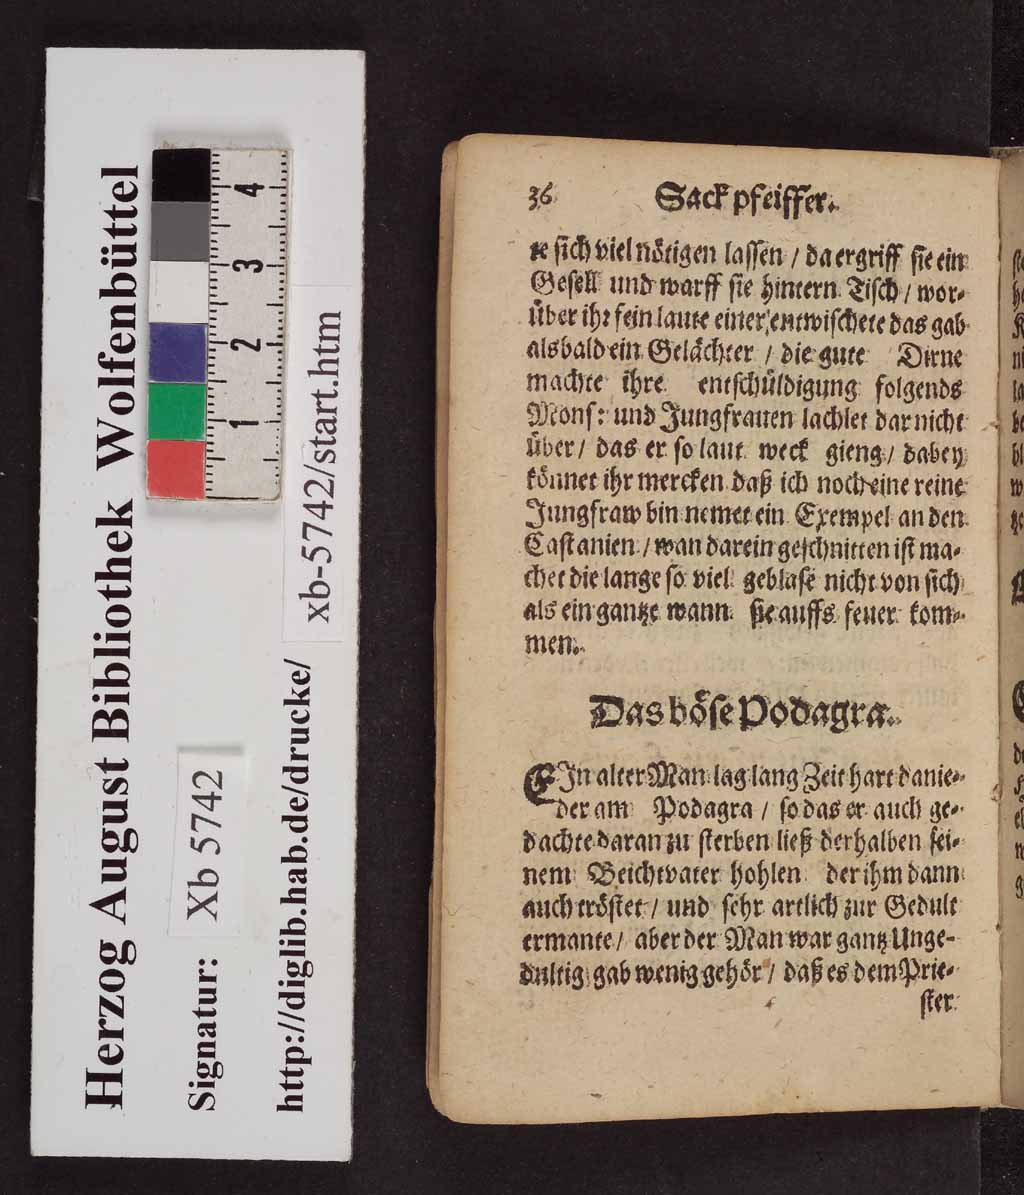 Herzog August Bibliothek Wolfenbüttel
Signatur: Xb 5742
http://diglib.hab.de/drucke/xb-5742/start.htm
1 2 3 4
36 Sackpfeiffer.
te sich viel nötigen lassen / da ergriff sie ein
Gesell und warff sie hintern Tisch / wor-
über ihr fein laute einer entwischete das gab
alsbald ein Gelächter / die gute Dirne
machte ihre entschüldigung folgends
Mons: und Jungfrauen lachlet dar nicht
über / das er so laut weck gieng / dabey
könnet ihr mercken daß ich noch eine reine
Jungfraw bin nemet ein Exempel an den
Castanien / wan darein geschnitten ist ma-
chet die lange so viel geblase nicht von sich
als ein gantze wann sie auffs feuer kom-
men.
Das böse Podagra.
EIn alter Man lag lang Zeit hart danie-
der am Podagra / so das er auch ge-
dachte daran zu sterben ließ derhalben sei-
nem Beichtvater hohlen der ihm dann
auch tröstet / und sehr artlich zur Gedult
ermante / aber der Man war gantz Unge-
dultig gab wenig gehör / daß es dem Prie-
ster